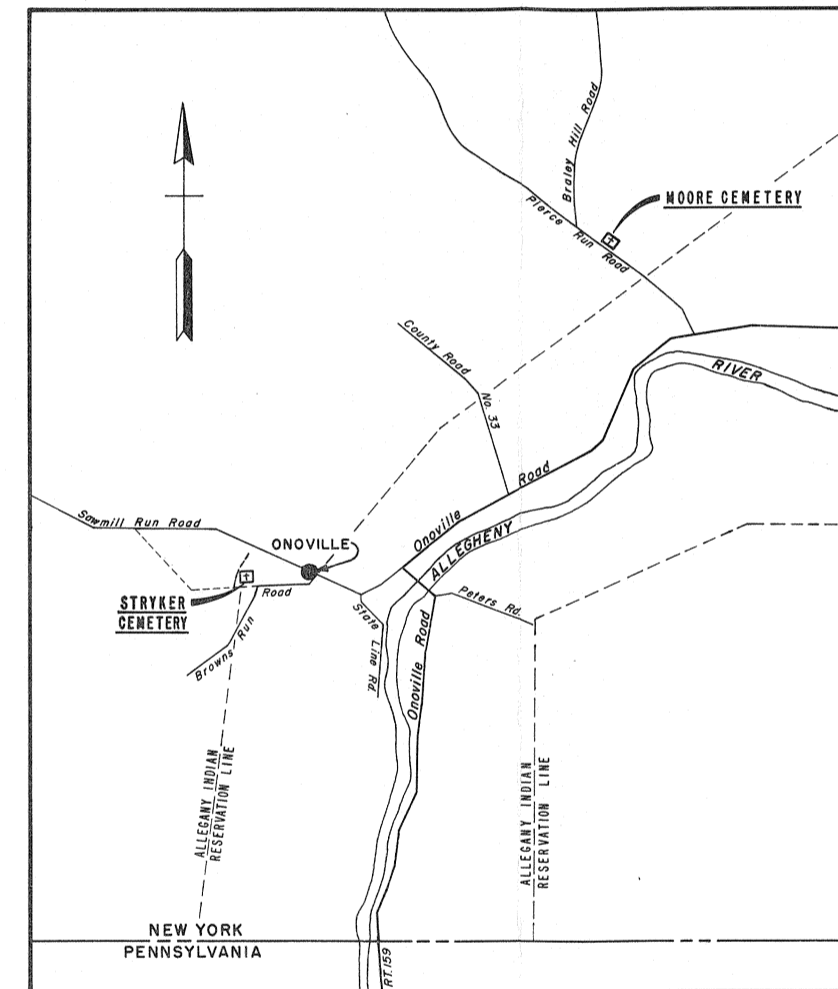 Braley Hill Road
MOORE CEMETERY
Pierce Run Road
County Road No. 33
RIVER
Onoville Road
ALLEGHENY
Sawmill Run Road
ONOVILLE
STRYKER
CEMETERY
Browns Run Road
State Line Rd.
Peters Rd.
Onoville Road
ALLEGANY INDIAN
RESERVATION LINE
ALLEGANY INDIAN
RESERVATION LINE
NEW YORK
PENNSYLVANIA
RT. 159